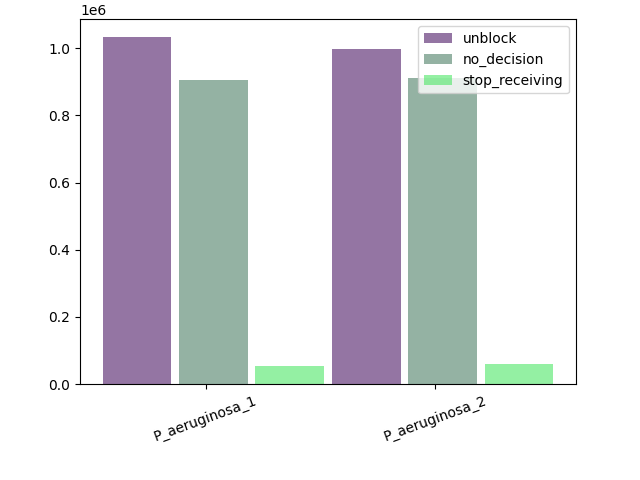 1e6
1.0
0.8
0.6
0.4
0.2
0.0
unblock
no_decision
stop_receiving
P_aeruginosa_1
P_aeruginosa_2